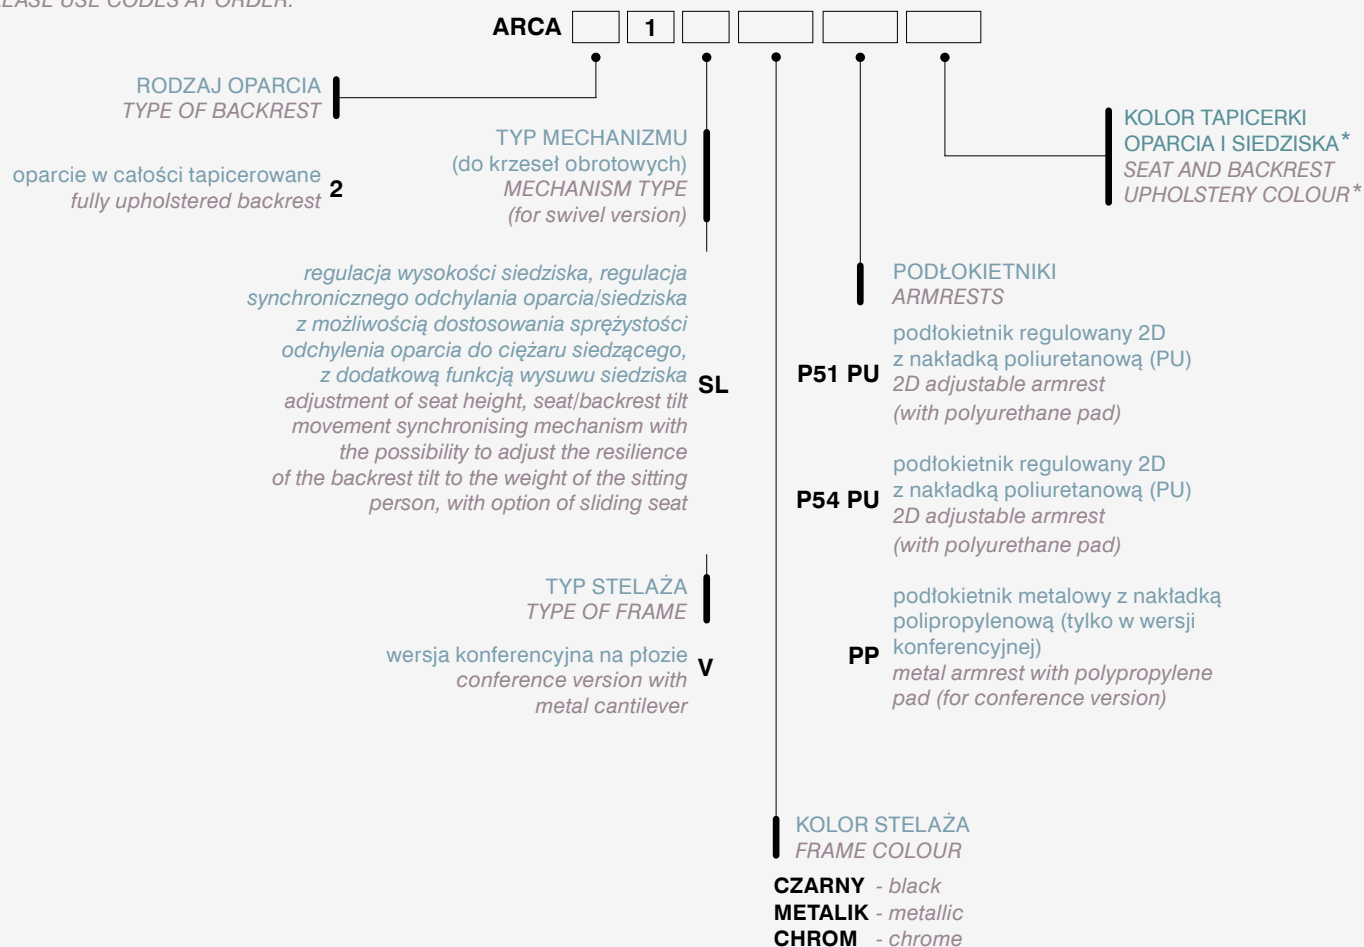 USE CODES AT ORDER.
ARCA 1
RODZAJ OPARCIA
TYPE OF BACKREST
oparcie w całości tapicerowane
fully upholstered backrest
2
TYP MECHANIZMU
(do krzeseł obrotowych)
MECHANISM TYPE
(for swivel version)
regulacja wysokości siedziska, regulacja
synchronicznego odchylania oparcia/siedziska
z możliwością dostosowania sprężystości
odchylenia oparcia do ciężaru siedzącego,
z dodatkową funkcją wysuwu siedziska
SL
adjustment of seat height, seat/backrest tilt
movement synchronising mechanism with
the possibility to adjust the resilience
of the backrest tilt to the weight of the sitting
person, with option of sliding seat
TYP STELAŻA
TYPE OF FRAME
wersja konferencyjna na płozie
V
conference version with
metal cantilever
KOLOR STELAŻA
FRAME COLOUR
CZARNY - black
METALIK - metallic
CHROM - chrome
PODŁOKIETNIKI
ARMRESTS
podłokietnik regulowany 2D
z nakładką poliuretanową (PU)
P51 PU
2D adjustable armrest
(with polyurethane pad)
podłokietnik regulowany 2D
P54 PU
z nakładką poliuretanową (PU)
2D adjustable armrest
(with polyurethane pad)
podłokietnik metalowy z nakładką
polipropylenową (tylko w wersji
konferencyjnej)
PP
metal armrest with polypropylene
pad (for conference version)
KOLOR TAPICERKI
OPARCIA I SIEDZISKA*
SEAT AND BACKREST
UPHOLSTERY COLOUR*